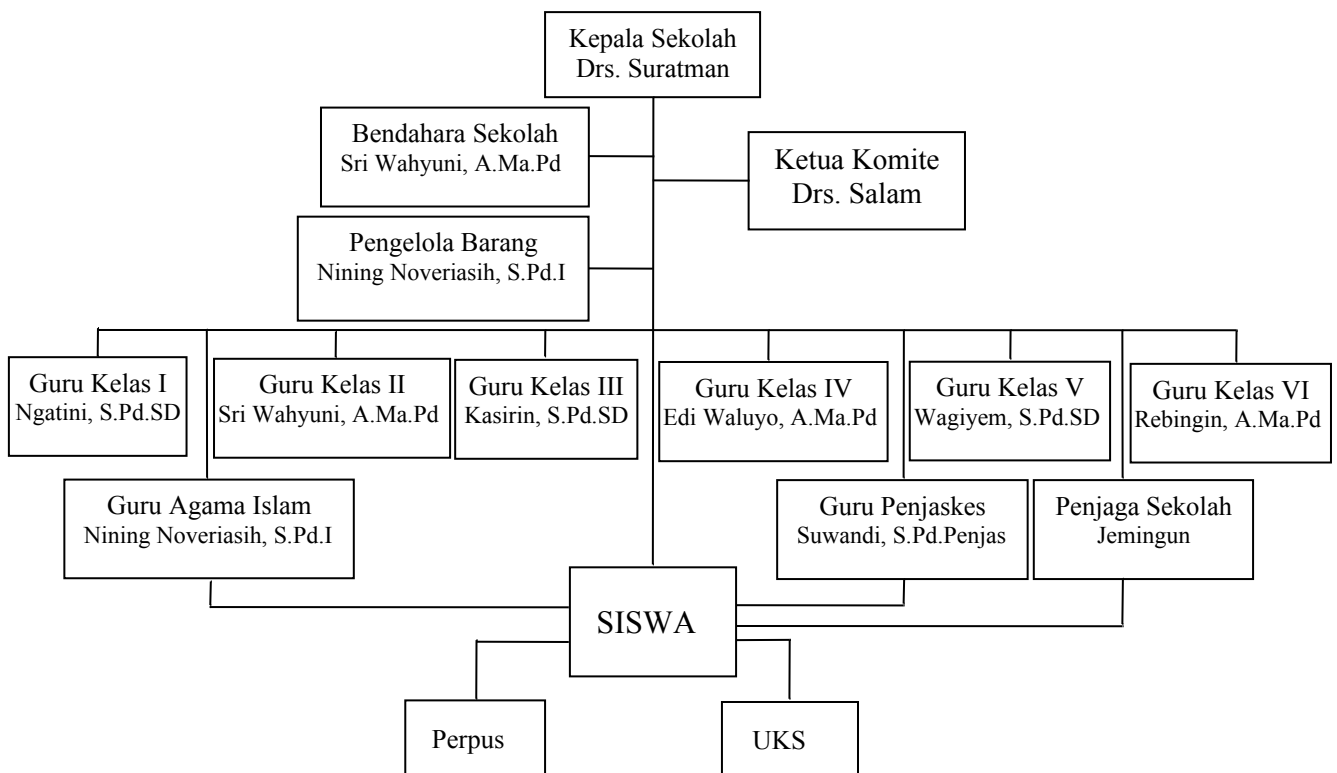 Kepala Sekolah
Drs. Suratman
Bendahara Sekolah
Sri Wahyuni, A.Ma.Pd
Ketua Komite
Drs. Salam
Pengelola Barang
Nining Noveriasih, S.Pd.I
Guru Kelas I
Ngatini, S.Pd.SD
Guru Kelas II
Sri Wahyuni, A.Ma.Pd
Guru Kelas III
Kasirin, S.Pd.SD
Guru Kelas IV
Edi Waluyo, A.Ma.Pd
Guru Kelas V
Wagiyem, S.Pd.SD
Guru Kelas VI
Rebingin, A.Ma.Pd
Guru Agama Islam
Nining Noveriasih, S.Pd.I
Guru Penjaskes
Suwandi, S.Pd.Penjas
Penjaga Sekolah
Jemingun
SISWA
Perpus
UKS